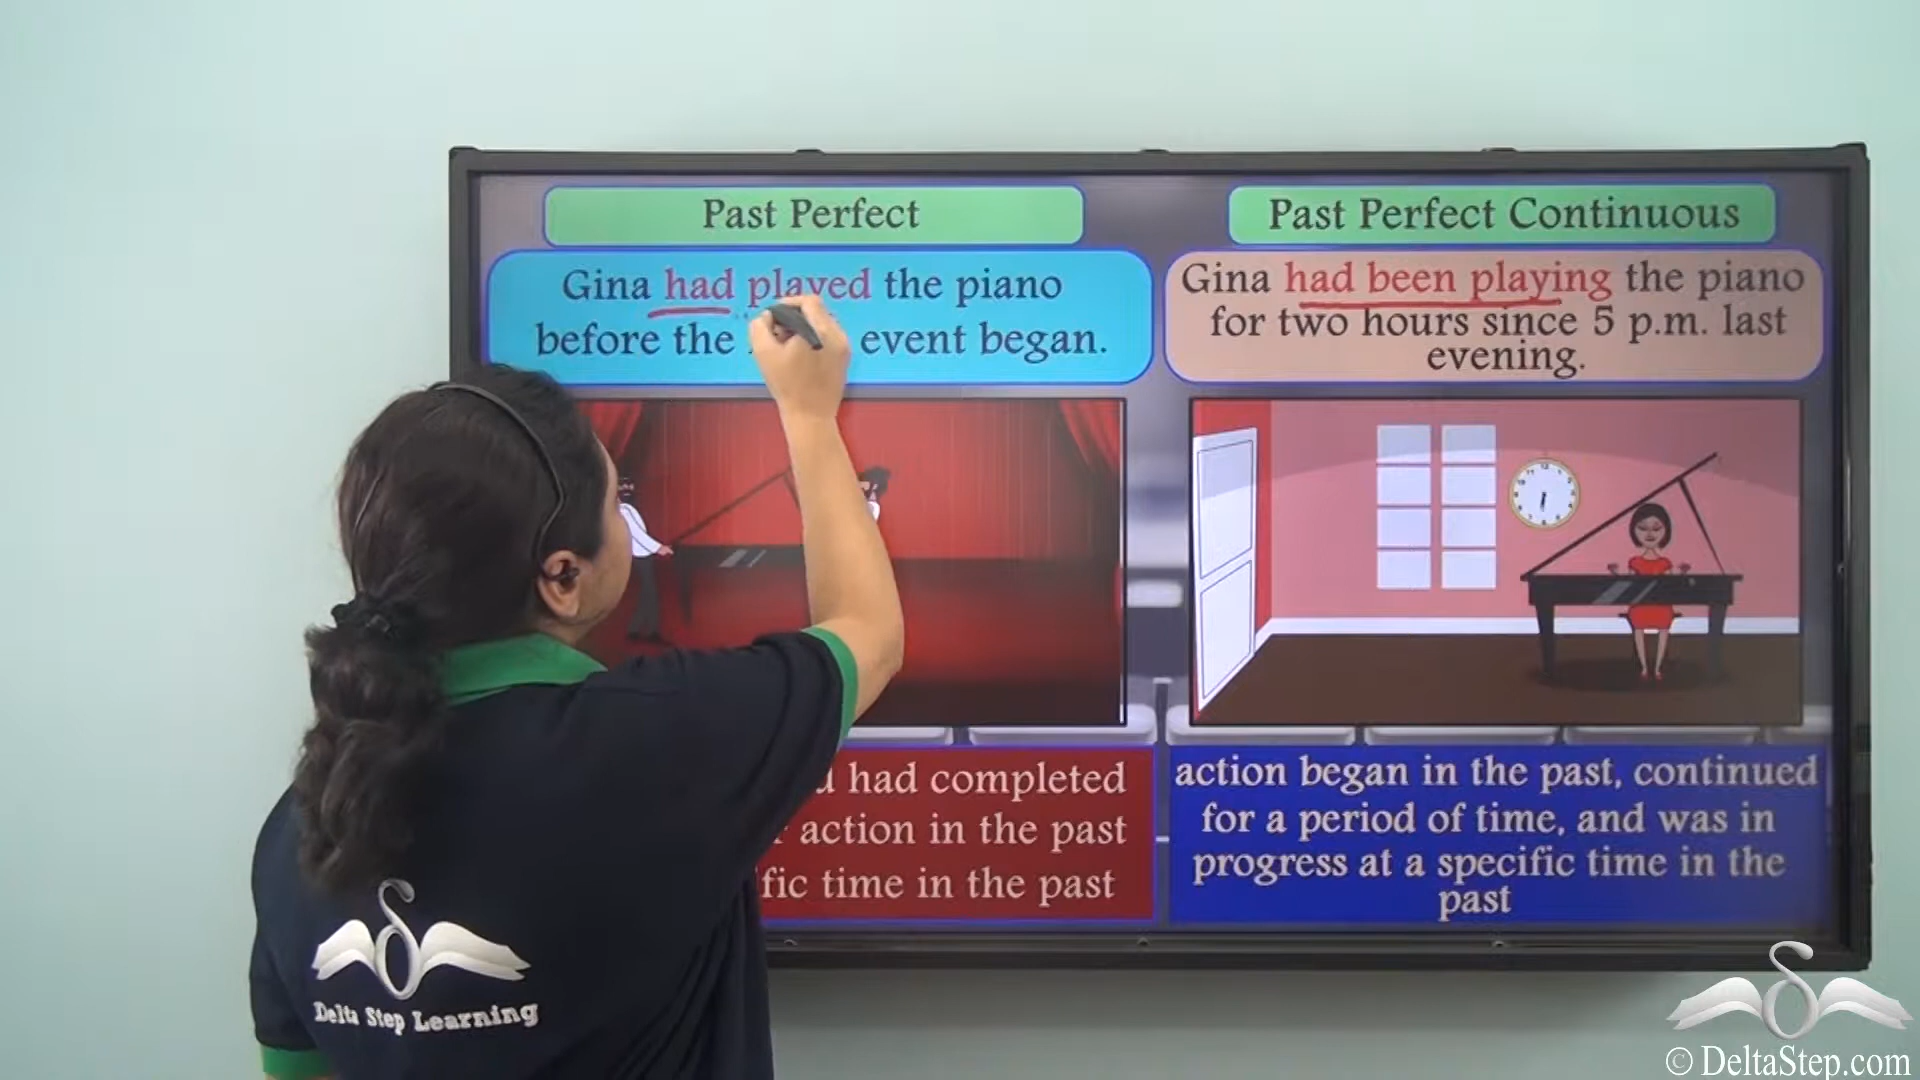 Past Perfect
Gina had played the piano
before the event began.
had completed
action in the past
time in the past
Past Perfect Continuous
Gina had been playing the piano
for two hours since 5 p.m. last
evening.
action began in the past, continued
for a period of time, and was in
progress at a specific time in the
past
Delta Step Learning
© DeltaStep.com